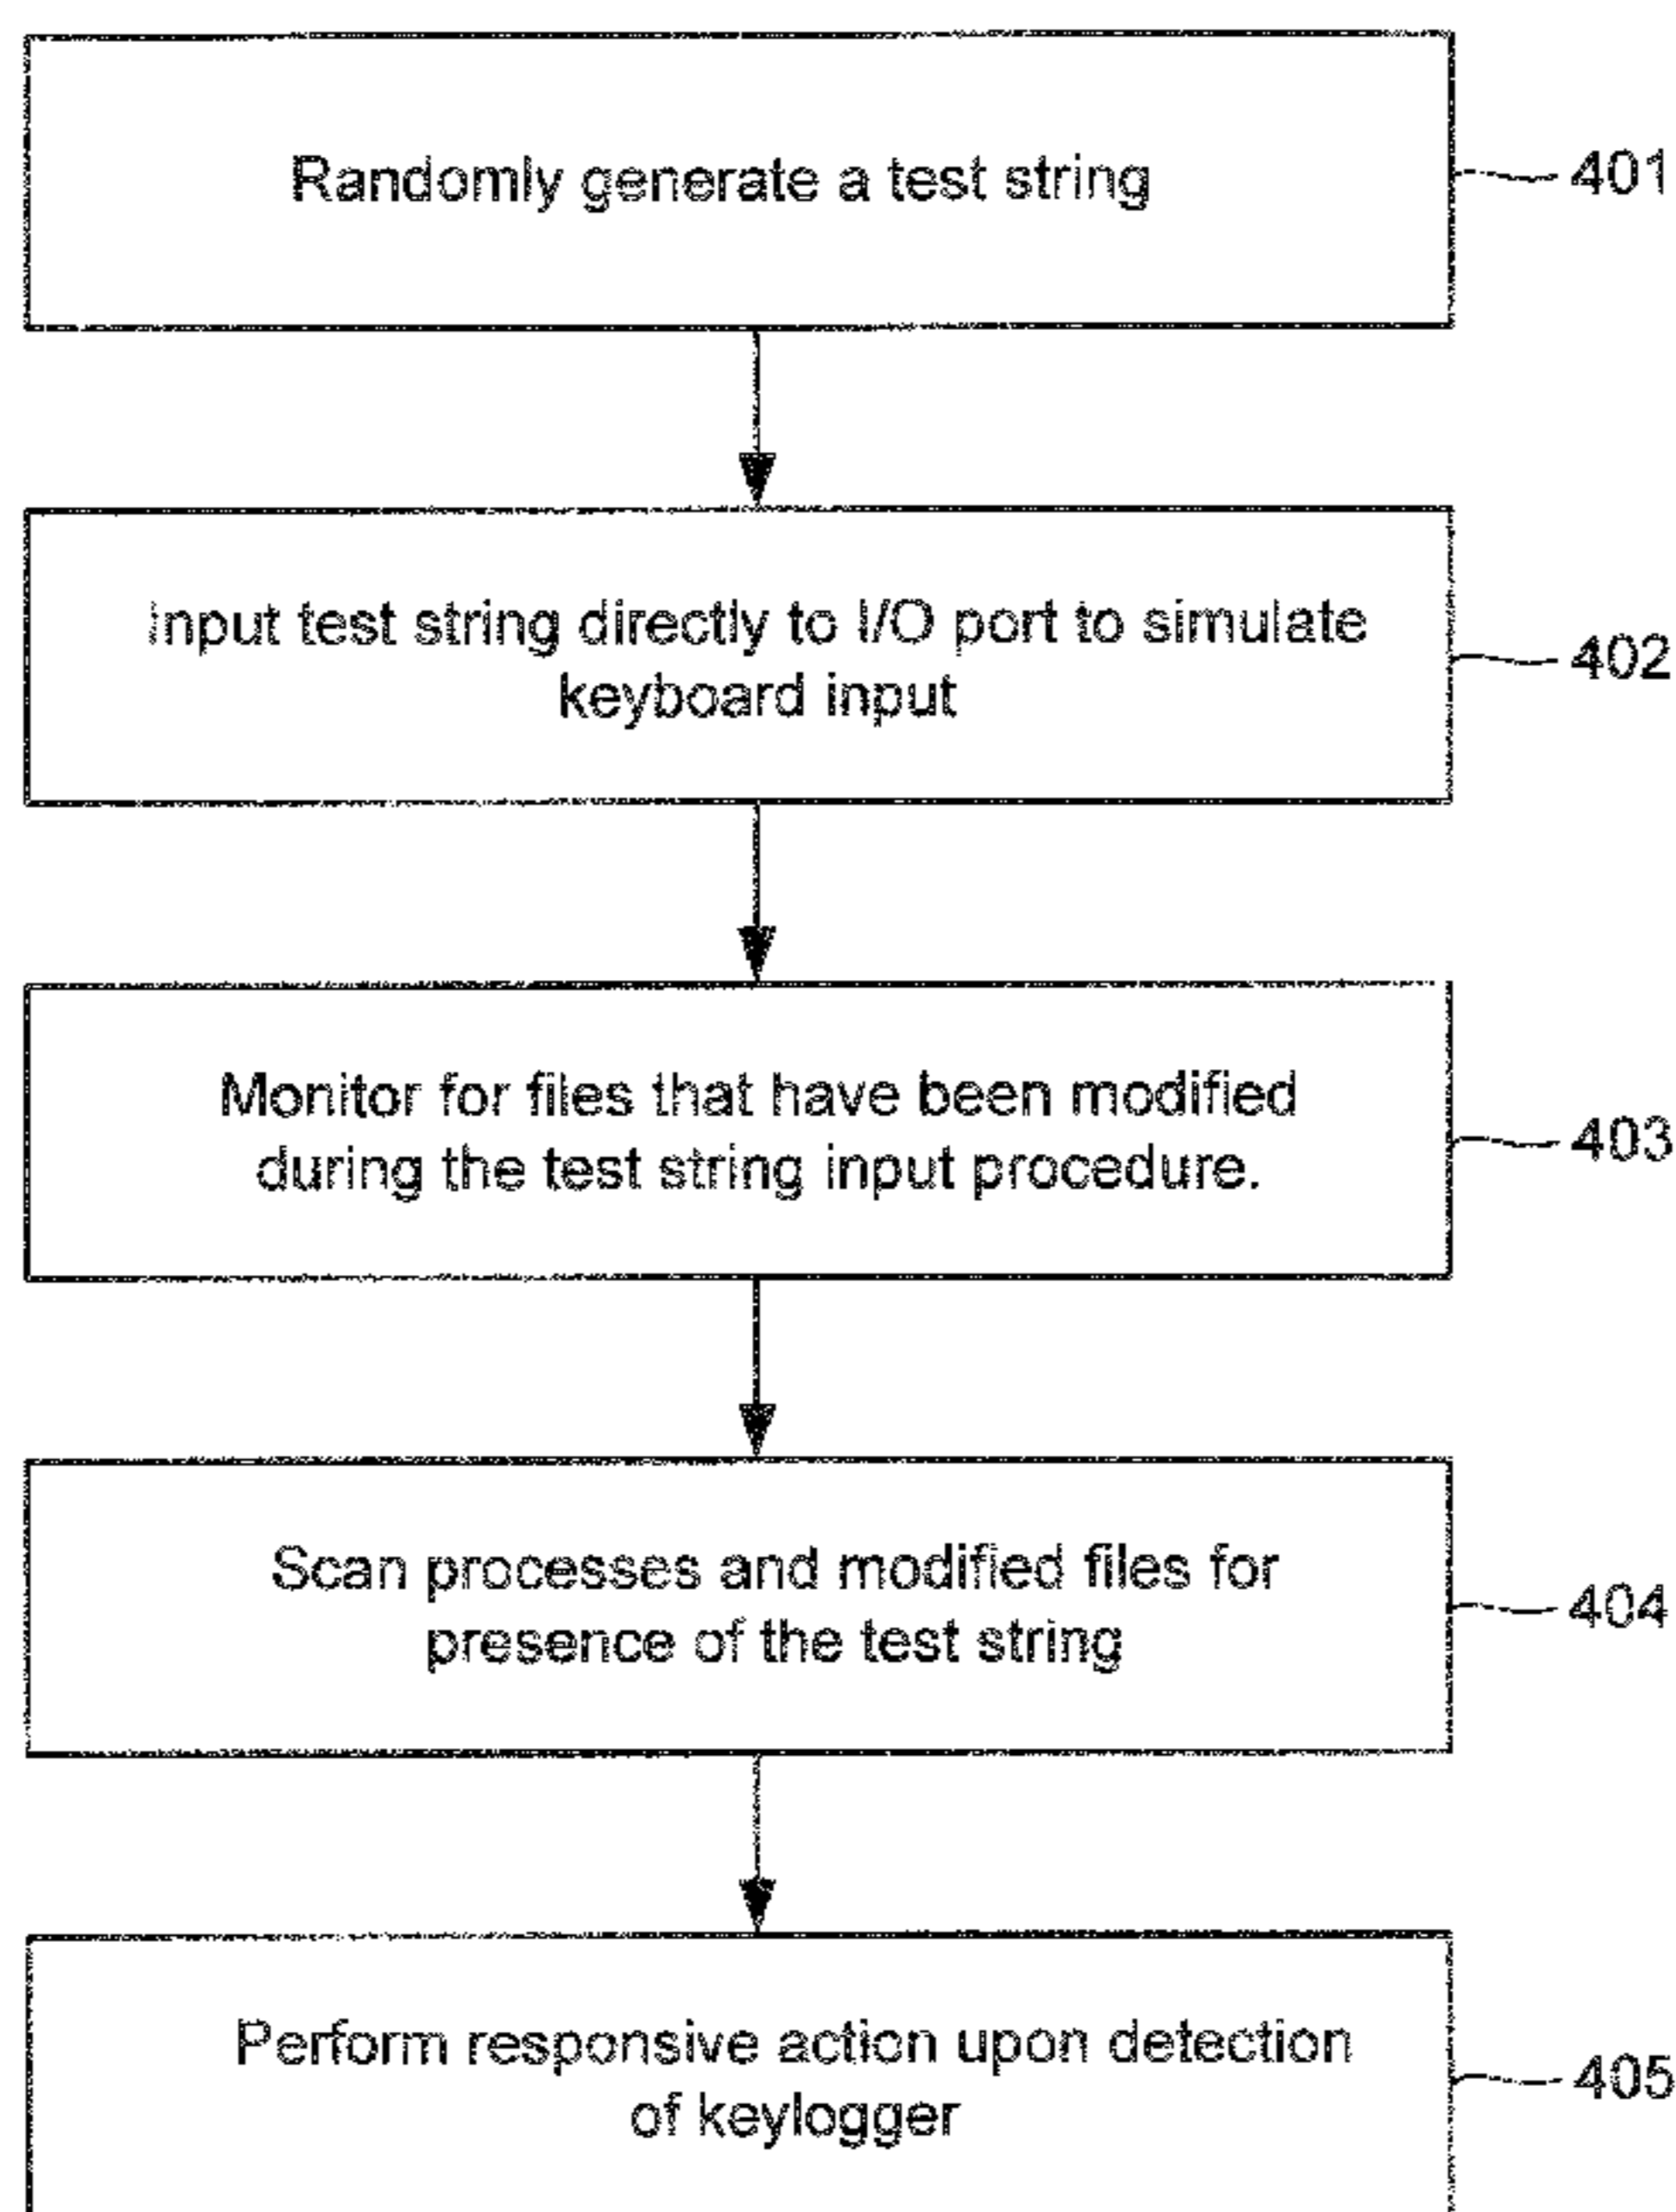 Randomly generate a test string
401
Input test string directly to I/O port to simulate
keyboard input
402
Monitor for files that have been modified
during the test string input procedure.
403
Scan processes and modified files for
presence of the test string
404
Perform responsive action upon detection
of keylogger
405